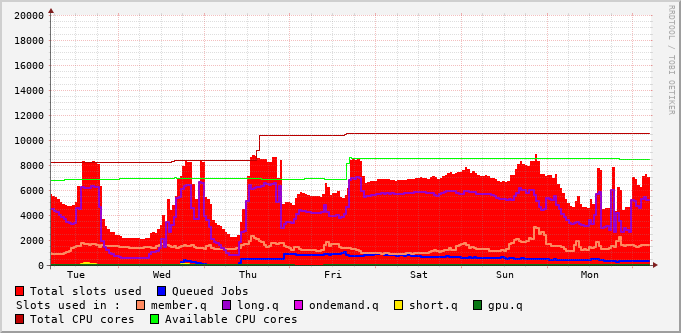 20000
18000
16000
14000
12000
10000
8000
6000
4000
2000
0
Tue Wed Thu Fri Sat Sun Mon
RRDTOOL / TOBI OETIKER
Total slots used Queued Jobs
Slots used in : member.q long.q ondemand.q short.q gpu.q
Total CPU cores Available CPU cores